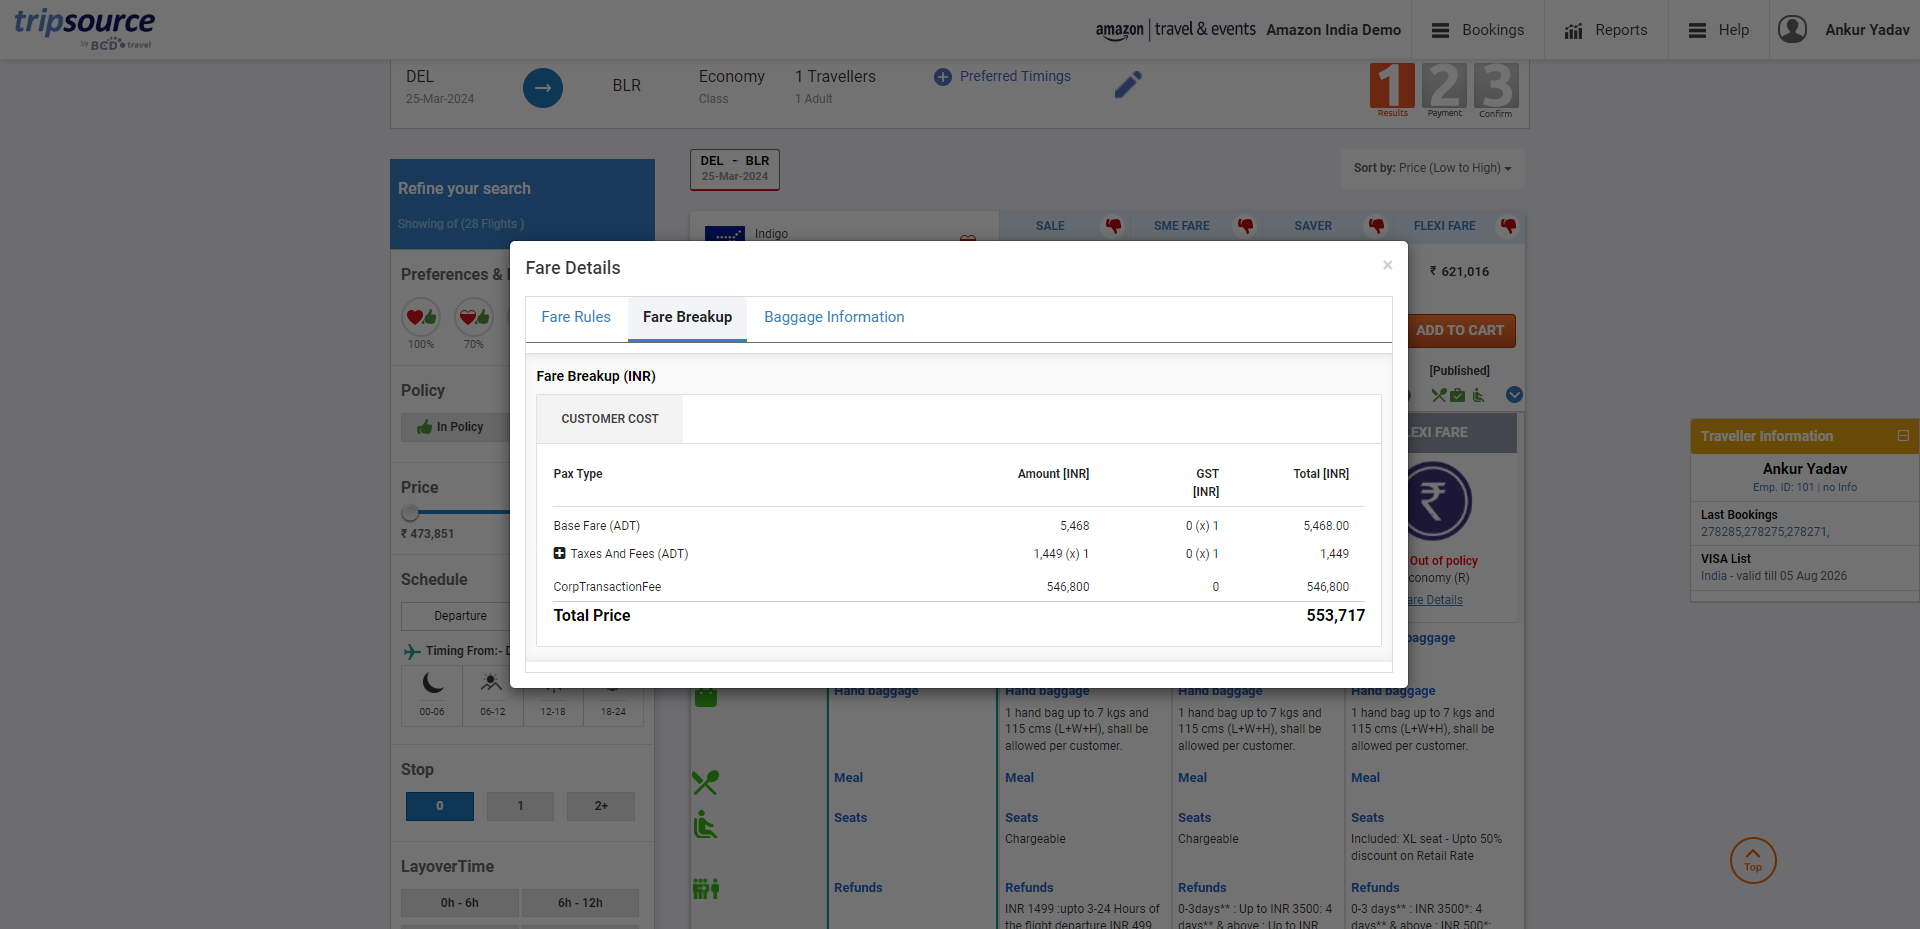 tripsource
by BCD travel
amazon travel & events Amazon India Demo
Bookings
Reports
Help
Ankur Yadav
DEL
25-Mar-2024
BLR
Economy
Class
1 Travellers
1 Adult
Preferred Timings
1 2 3
Results Payment Confirm
DEL - BLR
25-Mar-2024
Sort by: Price (Low to High)
Refine your search
Showing of (28 Flights )
Preferences &
100% 70%
Policy
In Policy
Price
₹ 473,851
Schedule
Departure
Timing From:-
00-06 06-12 12-18 18-24
Stop
0 1 2+
LayoverTime
0h - 6h 6h - 12h
Indigo
SALE SME FARE SAVER FLEXI FARE
₹ 621,016
ADD TO CART
[Published]
Fare Details
×
Fare Rules Fare Breakup Baggage Information
Fare Breakup (INR)
CUSTOMER COST
Pax Type Amount [INR] GST [INR] Total [INR]
Base Fare (ADT) 5,468 0 (x) 1 5,468.00
Taxes And Fees (ADT) 1,449 (x) 1 0 (x) 1 1,449
CorpTransactionFee 546,800 0 546,800
Total Price 553,717
EXI FARE
Out of policy
conomy (R)
are Details
baggage
Hand baggage Hand baggage Hand baggage Hand baggage
1 hand bag up to 7 kgs and
115 cms (L+W+H), shall be
allowed per customer.
1 hand bag up to 7 kgs and
115 cms (L+W+H), shall be
allowed per customer.
1 hand bag up to 7 kgs and
115 cms (L+W+H), shall be
allowed per customer.
Meal Meal Meal Meal
Seats Seats Seats Seats
Chargeable
Chargeable
Included: XL seat - Upto 50%
discount on Retail Rate
Refunds Refunds Refunds Refunds
INR 1499 :upto 3-24 Hours of
the flight departure INR 499
0-3days** : Up to INR 3500: 4
days** & above : Up to INR
0-3 days** : INR 3500*: 4
days** & above : INR 500*:
Traveller Information
Ankur Yadav
Emp. ID: 101 | no Info
Last Bookings
278285,278275,278271,
VISA List
India - valid till 05 Aug 2026
Top